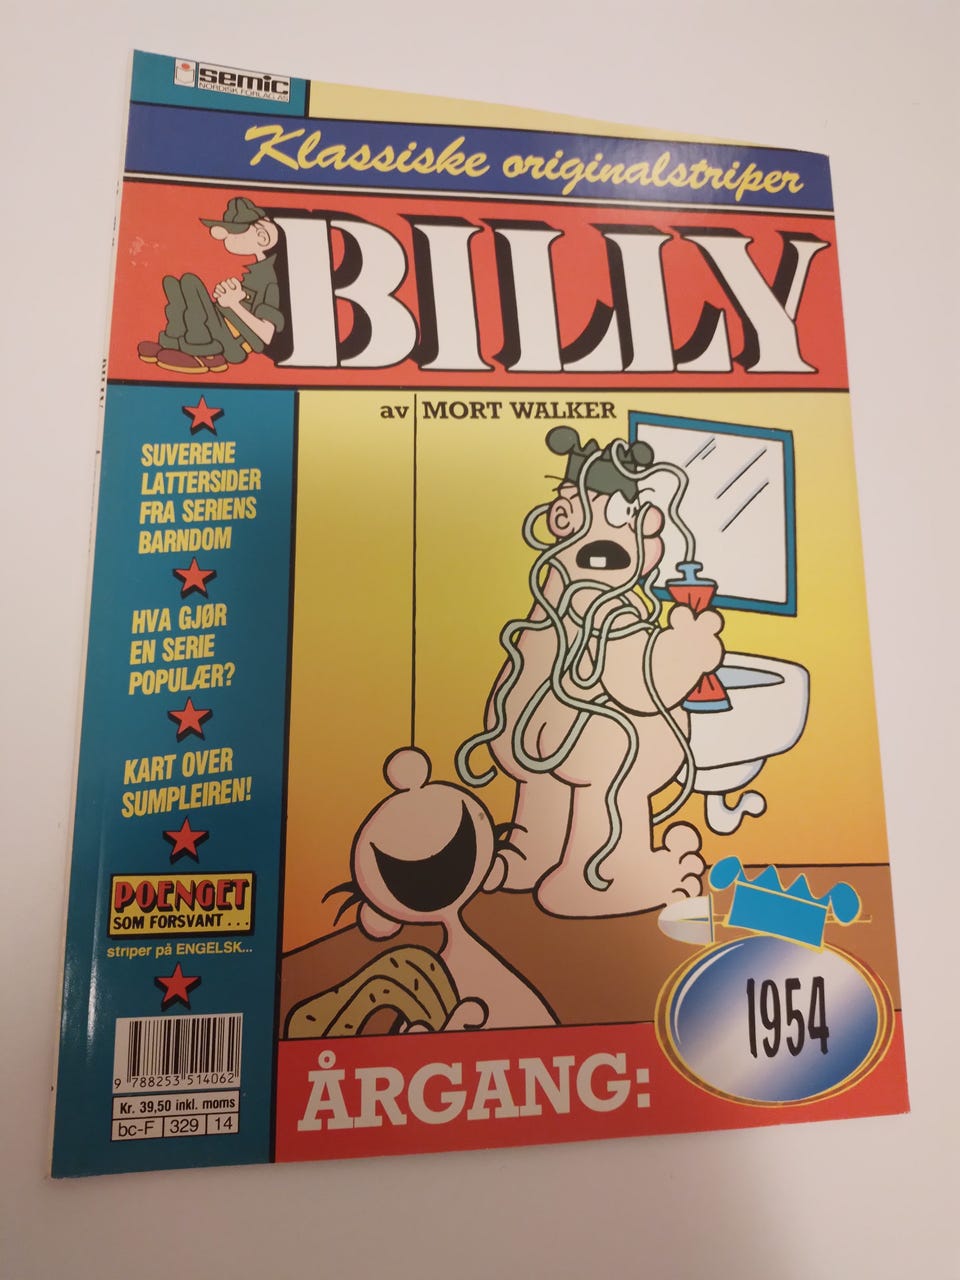 semic
NORDISK FORLAG AS
Klassiske originalstriper
BILLY
av MORT WALKER
SUVERENE
LATTERSIDER
FRA SERIENS
BARNDOM
HVA GJØR
EN SERIE
POPULÆR?
KART OVER
SUMPLEIREN!
POENGET
SOM FORSVANT...
striper på ENGELSK...
9 788253 514062
Kr. 39,50 inkl. moms
bc-F 329 14
ÅRGANG:
1954